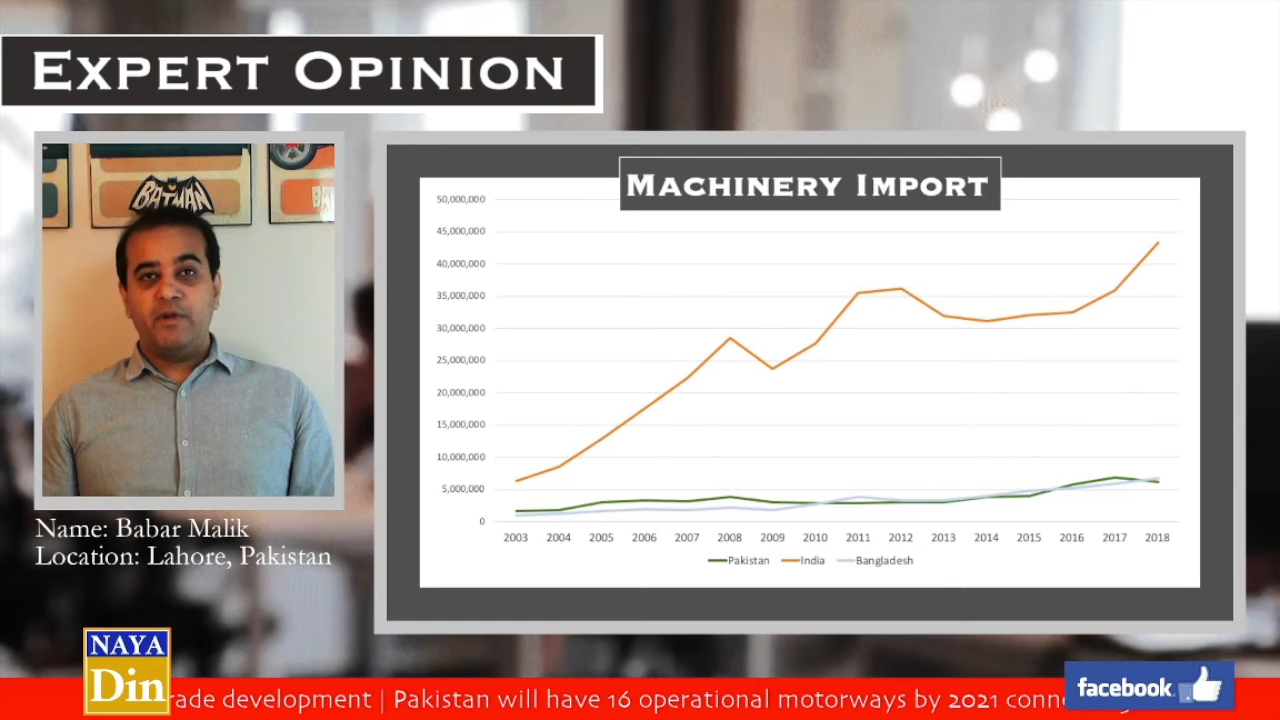 EXPERT OPINION
BATMAN
MACHINERY IMPORT
50,000,000
45,000,000
40,000,000
35,000,000
30,000,000
25,000,000
20,000,000
15,000,000
10,000,000
5,000,000
0
2003 2004 2005 2006 2007 2008 2009 2010 2011 2012 2013 2014 2015 2016 2017 2018
Pakistan India Bangladesh
Name: Babar Malik
Location: Lahore, Pakistan
NAYA
Din
rade development | Pakistan will have 16 operational motorways by 2021
facebook